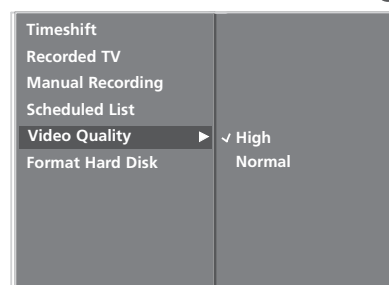 Timeshift
Recorded TV
Manual Recording
Scheduled List
Video Quality
Format Hard Disk
High
Normal